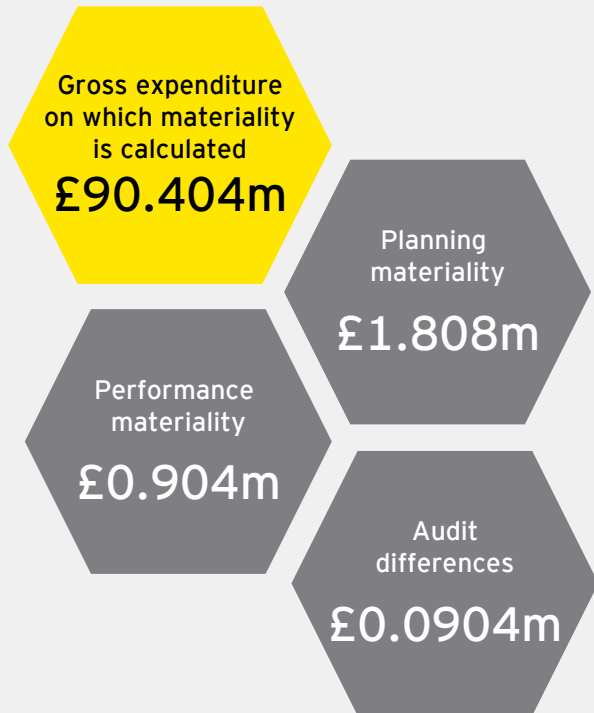 Gross expenditure
on which materiality
is calculated
£90.404m
Planning
materiality
£1.808m
Performance
materiality
£0.904m
Audit
differences
£0.0904m